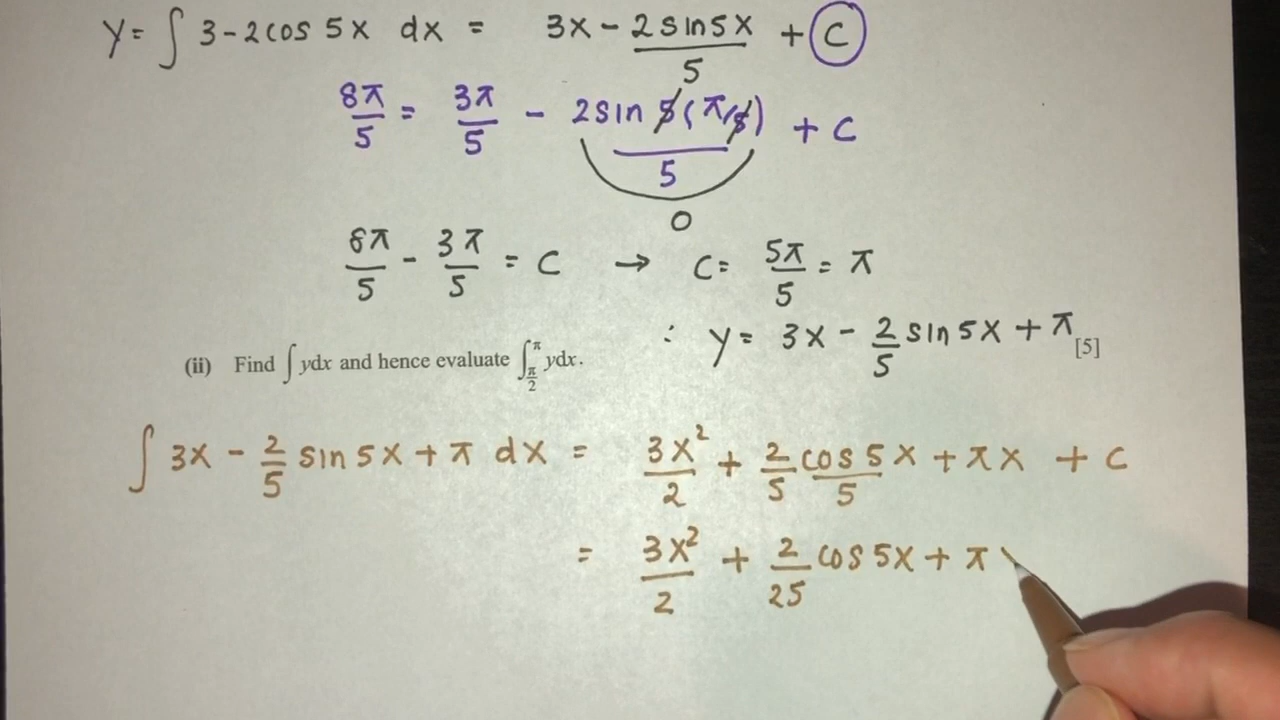 y = ∫ 3 - 2cos 5x dx = 3x - 2sin5x/5 + C
8π/5 = 3π/5 - 2sin 5(π/5)/5 + C
0
8π/5 - 3π/5 = C → C = 5π/5 = π
∴ y = 3x - 2/5 sin 5x + π
[5]
(ii) Find ∫ydx and hence evaluate ∫_{π/2}^{π} ydx.
∫ 3x - 2/5 sin 5x + π dx = 3x²/2 + 2/5 cos 5x/5 + πx + C
= 3x²/2 + 2/25 cos 5x + π